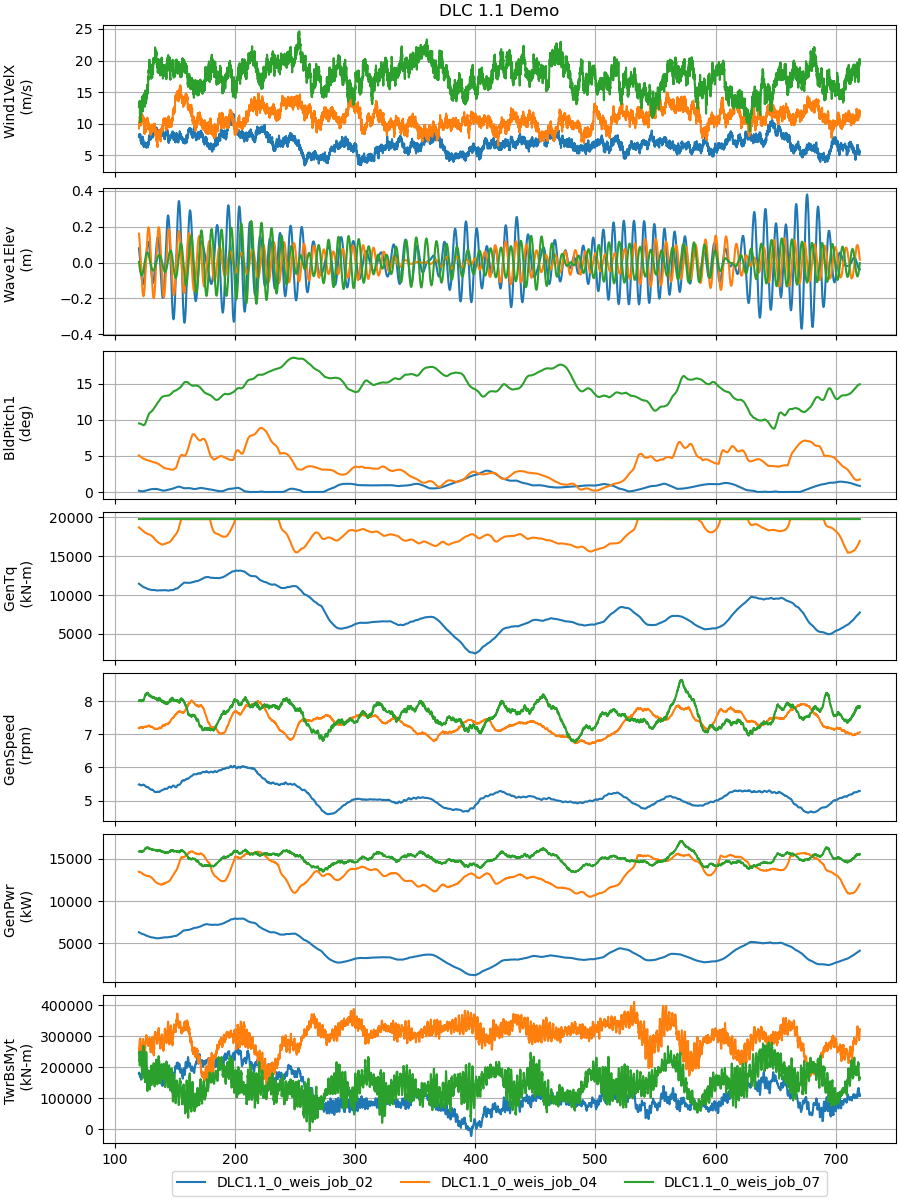 DLC 1.1 Demo
Wind1VelX
(m/s)
25
20
15
10
5
Wave1Elev
(m)
0.4
0.2
0.0
−0.2
−0.4
BldPitch1
(deg)
15
10
5
0
GenTq
(kN-m)
20000
15000
10000
5000
GenSpeed
(rpm)
8
7
6
5
GenPwr
(kW)
15000
10000
5000
TwrBsMyt
(kN-m)
400000
300000
200000
100000
0
100 200 300 400 500 600 700
DLC1.1_0_weis_job_02 DLC1.1_0_weis_job_04 DLC1.1_0_weis_job_07